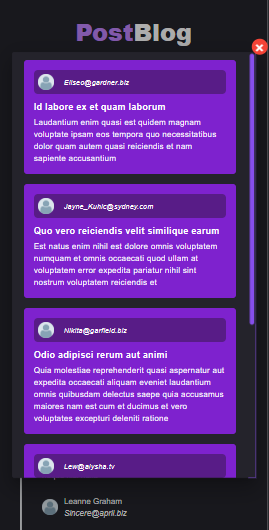 PostBlog
Eliseo@gardner.biz
Id labore ex et quam laborum
Laudantium enim quasi est quidem magnam
voluptate ipsam eos tempora quo necessitatibus
dolor quam autem quasi reiciendis et nam
sapiente accusantium
Jayne_Kuhic@sydney.com
Quo vero reiciendis velit similique earum
Est natus enim nihil est dolore omnis voluptatem
numquam et omnis occaecati quod ullam at
voluptatem error expedita pariatur nihil sint
nostrum voluptatem reiciendis et
Nikita@garfield.biz
Odio adipisci rerum aut animi
Quia molestiae reprehenderit quasi aspernatur aut
expedita occaecati aliquam eveniet laudantium
omnis quibusdam delectus saepe quia accusamus
maiores nam est cum et ducimus et vero
voluptates excepturi deleniti ratione
Lew@alysha.tv
Leanne Graham
Sincere@april.biz